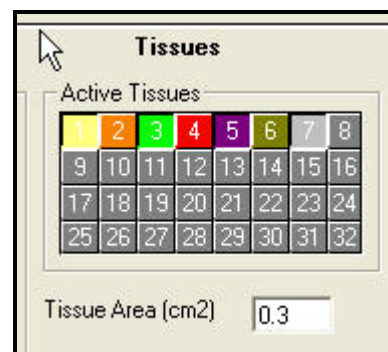 Tissues
Active Tissues
1 2 3 4 5 6 7 8
9 10 11 12 13 14 15 16
17 18 19 20 21 22 23 24
25 26 27 28 29 30 31 32
Tissue Area (cm2) 0.3